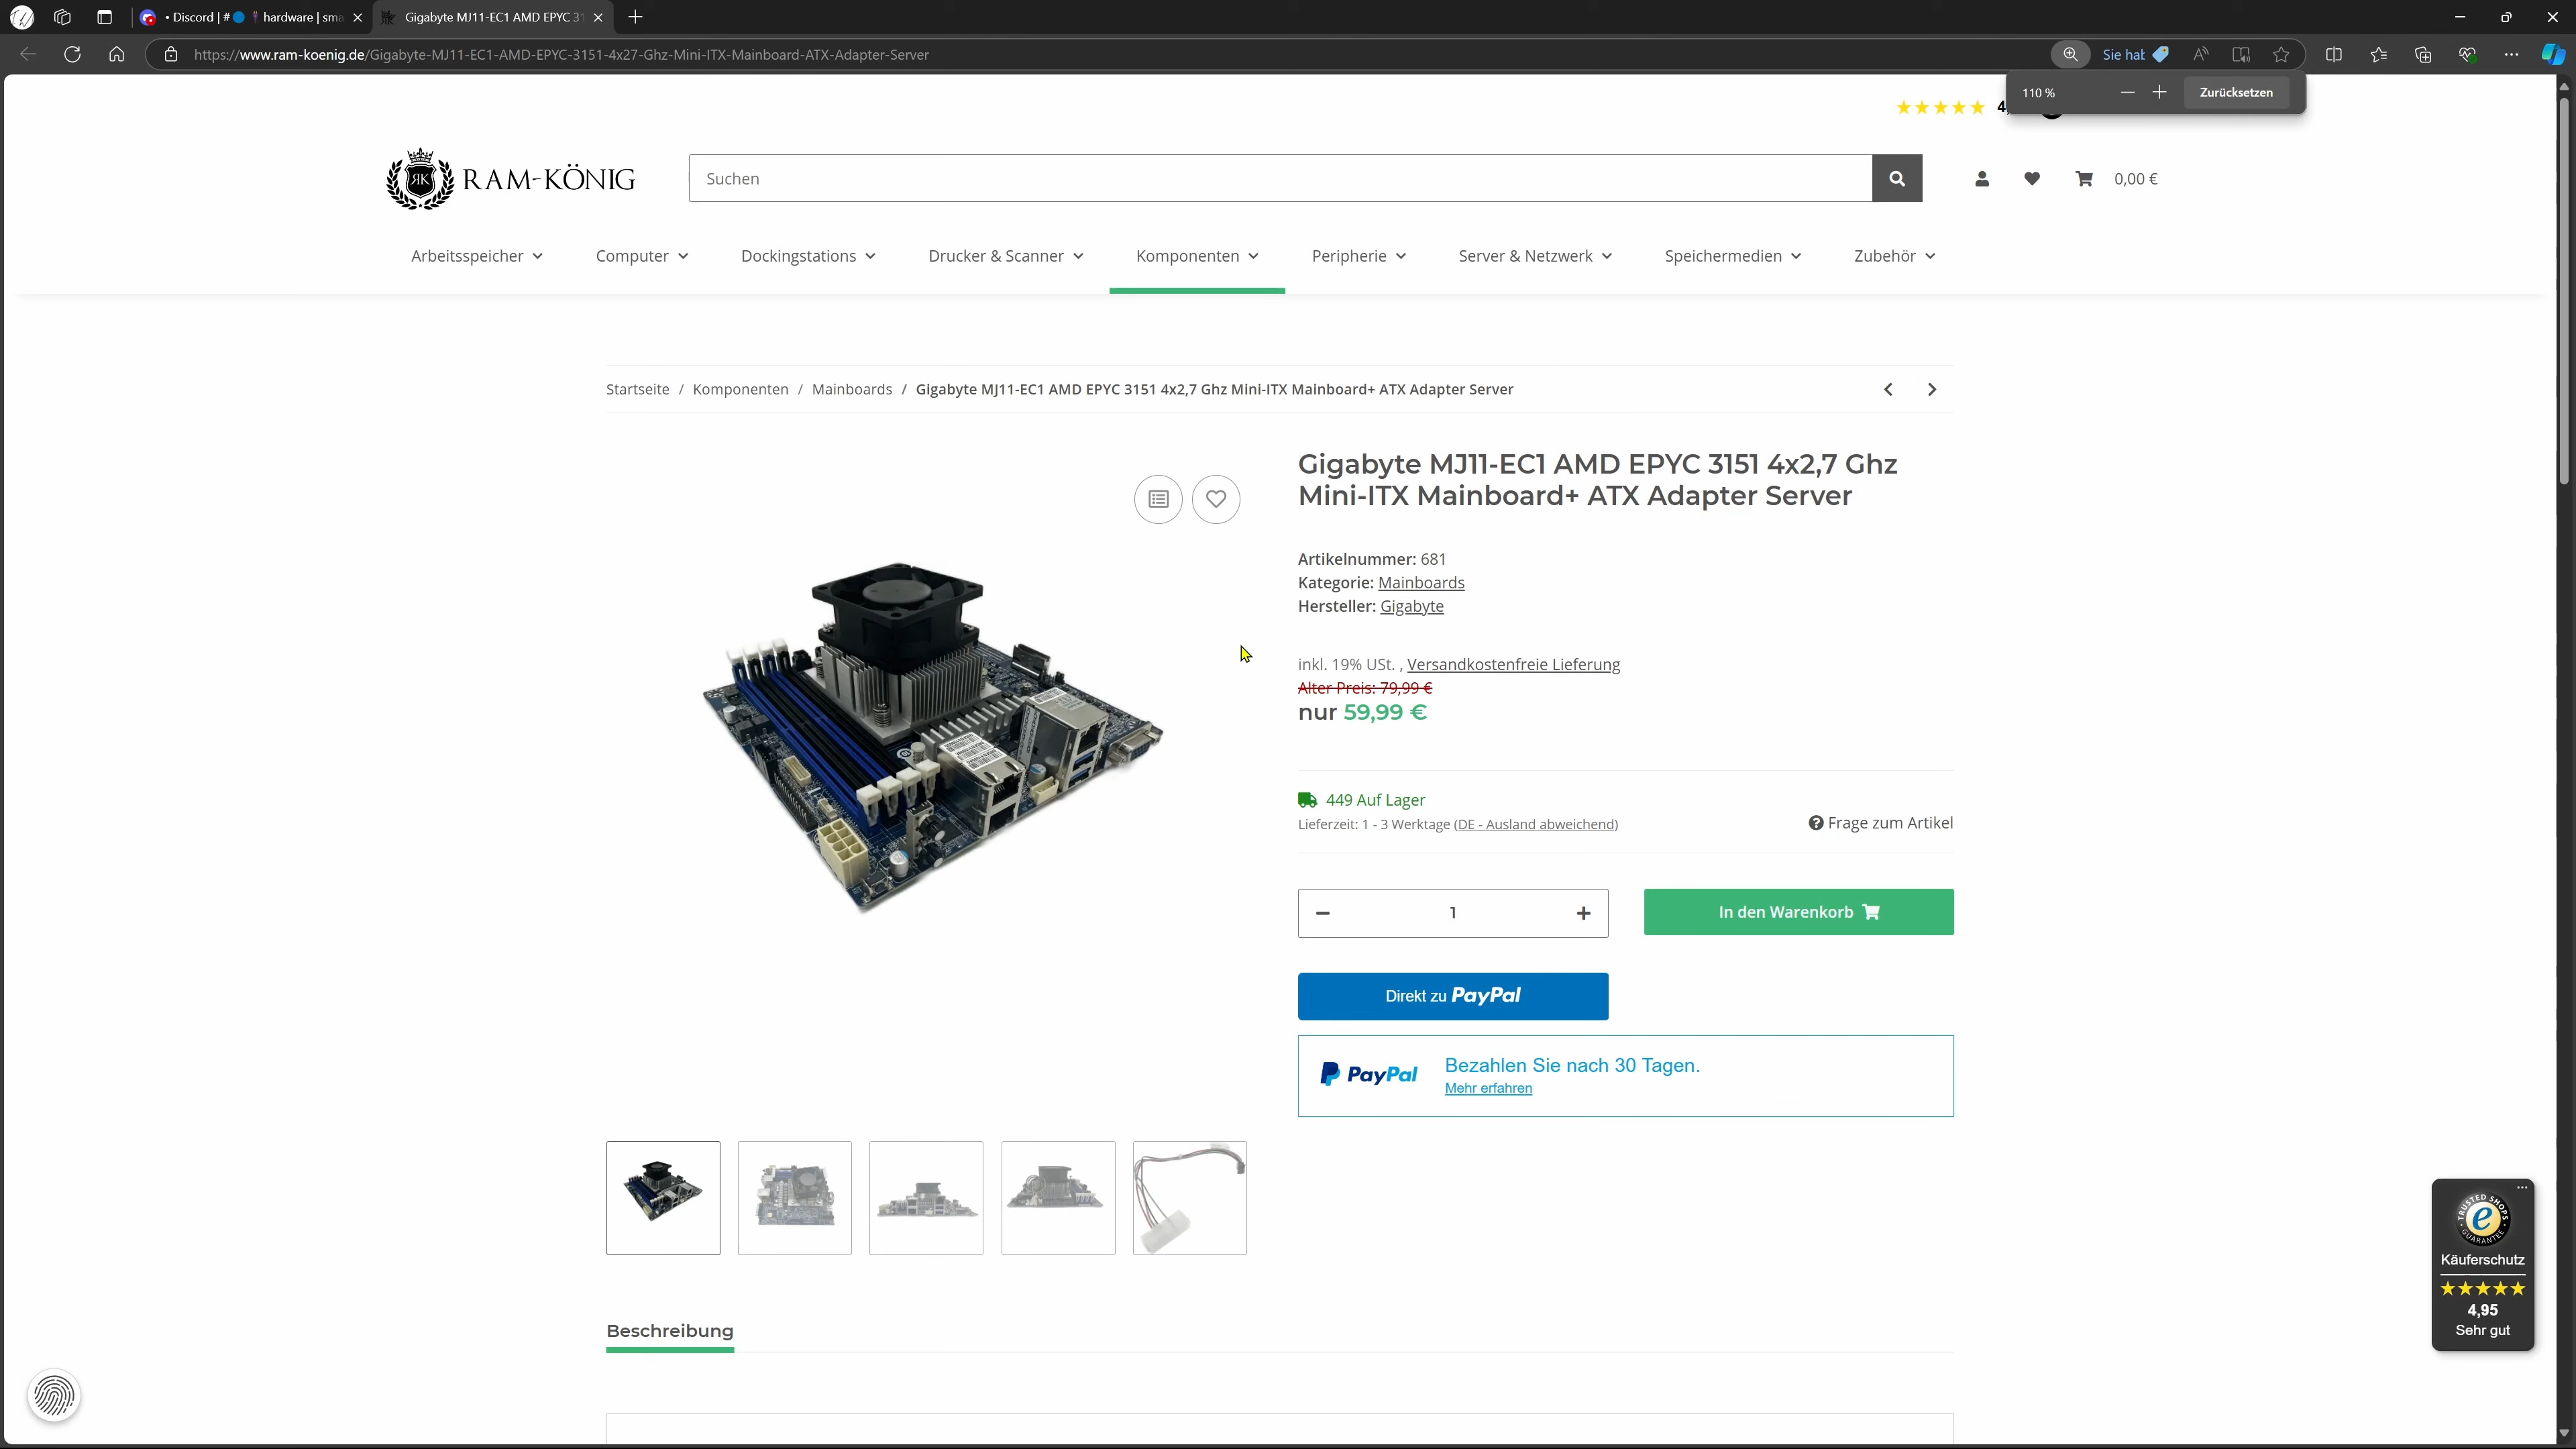 • Discord | # hardware | sma
Gigabyte MJ11-EC1 AMD EPYC 31
https://www.ram-koenig.de/Gigabyte-MJ11-EC1-AMD-EPYC-3151-4x27-Ghz-Mini-ITX-Mainboard-ATX-Adapter-Server
Sie hat
110 %
Zurücksetzen
4,
RAM-KÖNIG
Suchen
0,00 €
Arbeitsspeicher
Computer
Dockingstations
Drucker & Scanner
Komponenten
Peripherie
Server & Netzwerk
Speichermedien
Zubehör
Startseite / Komponenten / Mainboards / Gigabyte MJ11-EC1 AMD EPYC 3151 4x2,7 Ghz Mini-ITX Mainboard+ ATX Adapter Server
Gigabyte MJ11-EC1 AMD EPYC 3151 4x2,7 Ghz
Mini-ITX Mainboard+ ATX Adapter Server
Artikelnummer: 681
Kategorie: Mainboards
Hersteller: Gigabyte
inkl. 19% USt. , Versandkostenfreie Lieferung
Alter Preis: 79,99 €
nur 59,99 €
449 Auf Lager
Lieferzeit: 1 - 3 Werktage (DE - Ausland abweichend)
Frage zum Artikel
1
In den Warenkorb
Direkt zu PayPal
PayPal
Bezahlen Sie nach 30 Tagen.
Mehr erfahren
Beschreibung
TRUSTED SHOPS
GUARANTEE
Käuferschutz
4,95
Sehr gut